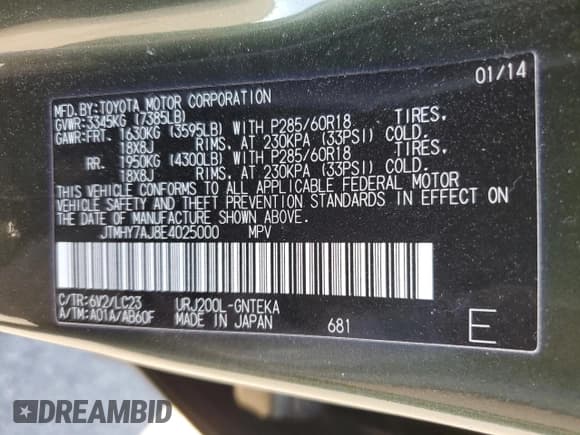 01/14
MFD. BY: TOYOTA MOTOR CORPORATION
GVWR: 3345KG (7385LB)
GAWR: FRT. 1630KG (3595LB) WITH P285/60R18 TIRES,
18X8J RIMS, AT 230KPA (33PSI) COLD.
RR. 1950KG (4300LB) WITH P285/60R18 TIRES,
18X8J RIMS, AT 230KPA (33PSI) COLD.
THIS VEHICLE CONFORMS TO ALL APPLICABLE FEDERAL MOTOR
VEHICLE SAFETY AND THEFT PREVENTION STANDARDS IN EFFECT ON
THE DATE OF MANUFACTURE SHOWN ABOVE.
JTMHY7AJ8E4025000 MPV
C/TR: 6V2/LC23 URJ200L-GNTEKA
A/TM: A01A/AB60F MADE IN JAPAN 681 E
DREAMBID